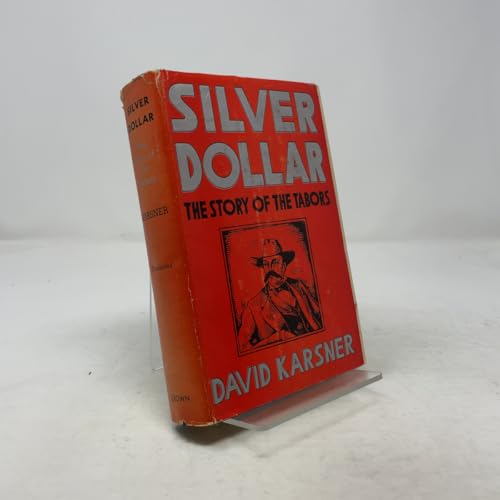 SILVER
DOLLAR
THE STORY OF THE TABORS
DAVID KARSNER
SILVER
DOLLAR
KARSNER